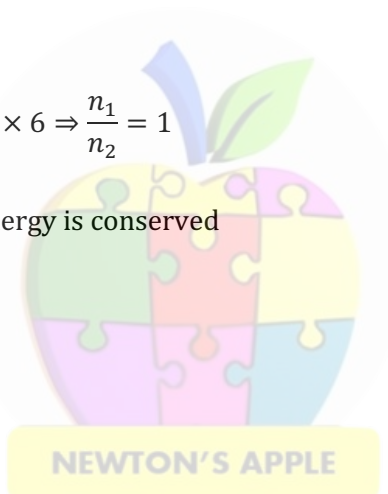 × 6 ⇒ n₁/n₂ = 1
ergy is conserved
NEWTON'S APPLE